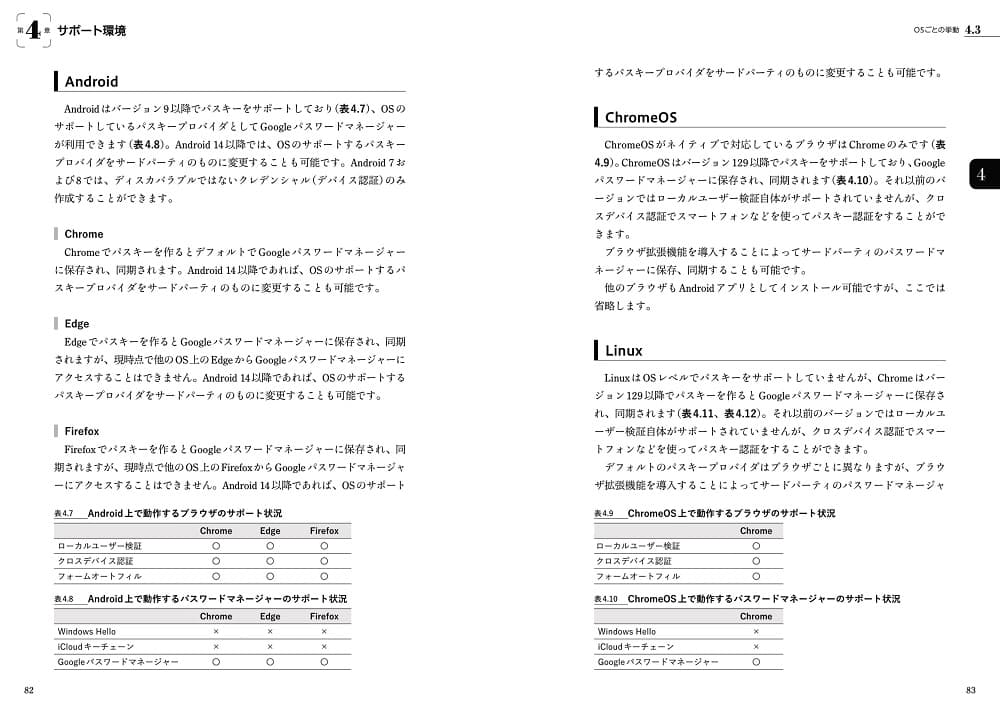 第4章 サポート環境
Android
Androidはバージョン9以降でパスキーをサポートしており(表4.7)、OSの
サポートしているパスキープロバイダとしてGoogleパスワードマネージャー
が利用できます(表4.8)。Android 14以降では、OSのサポートするパスキー
プロバイダをサードパーティのものに変更することも可能です。Android 7お
よび8では、ディスカバラブルではないクレデンシャル(デバイス認証)のみ
作成することができます。
Chrome
Chromeでパスキーを作るとデフォルトでGoogleパスワードマネージャー
に保存され、同期されます。Android 14以降であれば、OSのサポートするパ
スキープロバイダをサードパーティのものに変更することも可能です。
Edge
Edgeでパスキーを作るとGoogleパスワードマネージャーに保存され、同期
されますが、現時点で他のOS上のEdgeからGoogleパスワードマネージャーに
アクセスすることはできません。Android 14以降であれば、OSのサポートする
パスキープロバイダをサードパーティのものに変更することも可能です。
Firefox
Firefoxでパスキーを作るとGoogleパスワードマネージャーに保存され、同
期されますが、現時点で他のOS上のFirefoxからGoogleパスワードマネージャ
ーにアクセスすることはできません。Android 14以降であれば、OSのサポート
表4.7 Android上で動作するブラウザのサポート状況
Chrome Edge Firefox
ローカルユーザー検証 ○ ○ ○
クロスデバイス認証 ○ ○ ○
フォームオートフィル ○ ○ ○
表4.8 Android上で動作するパスワードマネージャーのサポート状況
Chrome Edge Firefox
Windows Hello × × ×
iCloudキーチェーン × × ×
Googleパスワードマネージャー ○ ○ ○
82
OSごとの挙動 4.3
するパスキープロバイダをサードパーティのものに変更することも可能です。
ChromeOS
ChromeOSがネイティブで対応しているブラウザはChromeのみです(表
4.9)。ChromeOSはバージョン129以降でパスキーをサポートしており、Google
パスワードマネージャーに保存され、同期されます(表4.10)。それ以前のバ
ージョンではローカルユーザー検証自体がサポートされていませんが、クロ
スデバイス認証でスマートフォンなどを使ってパスキー認証をすることがで
きます。
ブラウザ拡張機能を導入することによってサードパーティのパスワードマ
ネージャーに保存、同期することも可能です。
他のブラウザもAndroidアプリとしてインストール可能ですが、ここでは
省略します。
4
Linux
LinuxはOSレベルでパスキーをサポートしていませんが、Chromeはバー
ジョン129以降でパスキーを作るとGoogleパスワードマネージャーに保存さ
れ、同期されます(表4.11、表4.12)。それ以前のバージョンではローカルユ
ーザー検証自体がサポートされていませんが、クロスデバイス認証でスマー
トフォンなどを使ってパスキー認証をすることができます。
デフォルトのパスキープロバイダはブラウザごとに異なりますが、ブラウ
ザ拡張機能を導入することによってサードパーティのパスワードマネージャ
表4.9 ChromeOS上で動作するブラウザのサポート状況
Chrome
ローカルユーザー検証 ○
クロスデバイス認証 ○
フォームオートフィル ○
表4.10 ChromeOS上で動作するパスワードマネージャーのサポート状況
Chrome
Windows Hello ×
iCloudキーチェーン ×
Googleパスワードマネージャー ○
83